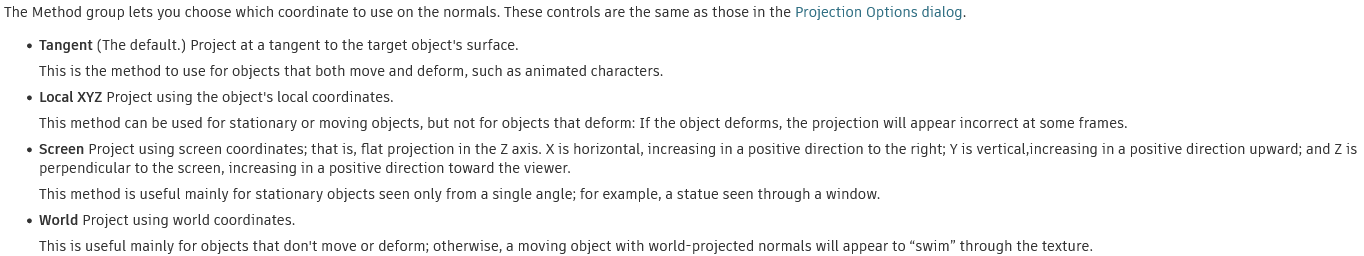 The Method group lets you choose which coordinate to use on the normals. These controls are the same as those in the Projection Options dialog.
• Tangent (The default.) Project at a tangent to the target object's surface.
This is the method to use for objects that both move and deform, such as animated characters.
• Local XYZ Project using the object's local coordinates.
This method can be used for stationary or moving objects, but not for objects that deform: If the object deforms, the projection will appear incorrect at some frames.
• Screen Project using screen coordinates; that is, flat projection in the Z axis. X is horizontal, increasing in a positive direction to the right; Y is vertical,increasing in a positive direction upward; and Z is
perpendicular to the screen, increasing in a positive direction toward the viewer.
This method is useful mainly for stationary objects seen only from a single angle; for example, a statue seen through a window.
• World Project using world coordinates.
This is useful mainly for objects that don't move or deform; otherwise, a moving object with world-projected normals will appear to “swim” through the texture.